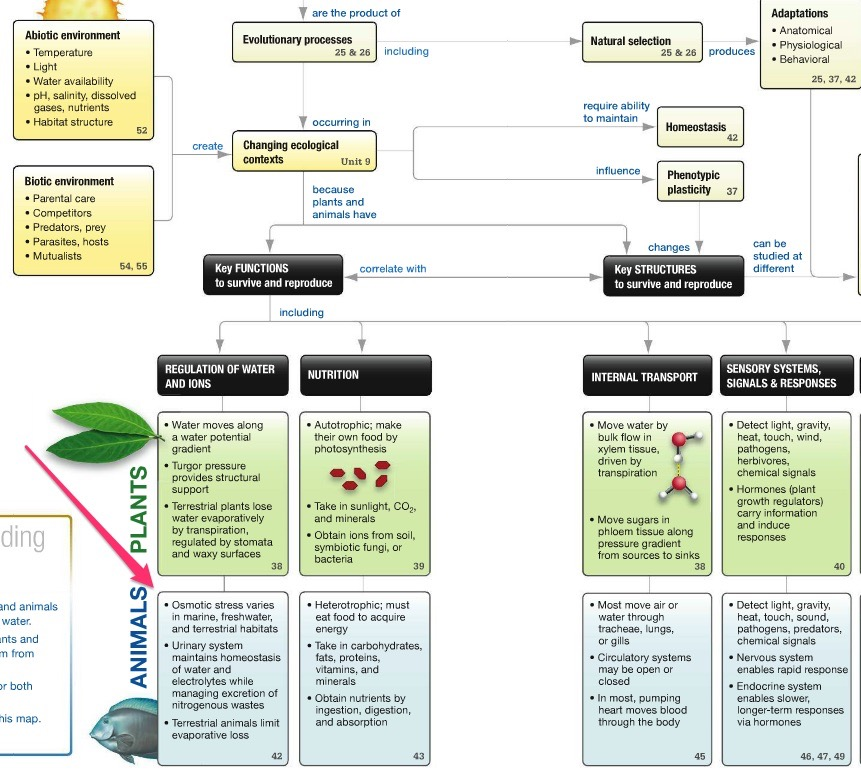 are the product of
Abiotic environment
• Temperature
• Light
• Water availability
• pH, salinity, dissolved
gases, nutrients
• Habitat structure
52
Evolutionary processes
25 & 26
including
Natural selection
25 & 26
produces
Adaptations
• Anatomical
• Physiological
• Behavioral
25, 37, 42
occurring in
create
Changing ecological
contexts
Unit 9
require ability
to maintain
Homeostasis
42
influence
Phenotypic
plasticity
37
Biotic environment
• Parental care
• Competitors
• Predators, prey
• Parasites, hosts
• Mutualists
54, 55
because
plants and
animals have
changes
can be
studied at
different
Key FUNCTIONS
to survive and reproduce
correlate with
Key STRUCTURES
to survive and reproduce
including
REGULATION OF WATER
AND IONS
NUTRITION
INTERNAL TRANSPORT
SENSORY SYSTEMS,
SIGNALS & RESPONSES
PLANTS
• Water moves along
a water potential
gradient
• Turgor pressure
provides structural
support
• Terrestrial plants lose
water evaporatively
by transpiration,
regulated by stomata
and waxy surfaces
38
• Autotrophic; make
their own food by
photosynthesis
• Take in sunlight, CO₂,
and minerals
• Obtain ions from soil,
symbiotic fungi, or
bacteria
39
• Move water by
bulk flow in
xylem tissue,
driven by
transpiration
• Move sugars in
phloem tissue along
pressure gradient
from sources to sinks
38
• Detect light, gravity,
heat, touch, wind,
pathogens,
herbivores,
chemical signals
• Hormones (plant
growth regulators)
carry information
and induce
responses
40
ANIMALS
• Osmotic stress varies
in marine, freshwater,
and terrestrial habitats
• Urinary system
maintains homeostasis
of water and
electrolytes while
managing excretion of
nitrogenous wastes
• Terrestrial animals limit
evaporative loss
42
• Heterotrophic; must
eat food to acquire
energy
• Take in carbohydrates,
fats, proteins,
vitamins, and
minerals
• Obtain nutrients by
ingestion, digestion,
and absorption
43
• Most move air or
water through
tracheae, lungs,
or gills
• Circulatory systems
may be open or
closed
• In most, pumping
heart moves blood
through the body
45
• Detect light, gravity,
heat, touch, sound,
pathogens, predators,
chemical signals
• Nervous system
enables rapid response
• Endocrine system
enables slower,
longer-term responses
via hormones
46, 47, 49
ding
and animals
water.
nts and
m from
or both
his map.